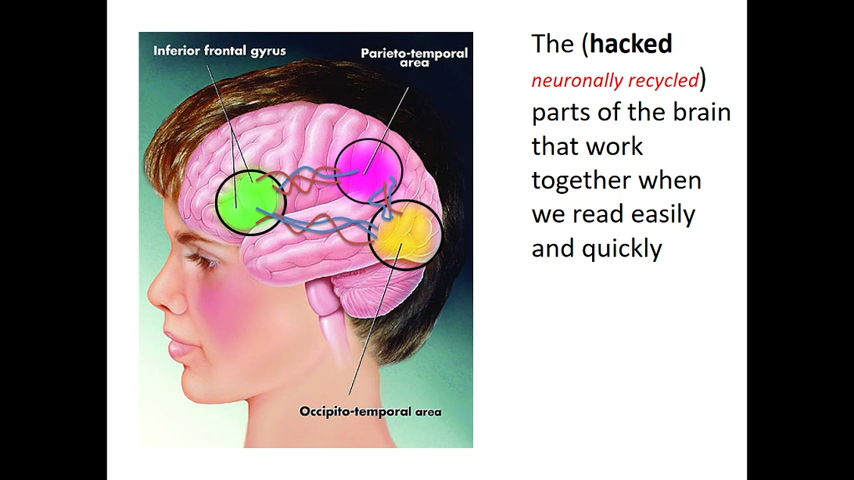 Inferior frontal gyrus
Parieto-temporal
area
Occipito-temporal area
The (hacked
neuronally recycled)
parts of the brain
that work
together when
we read easily
and quickly